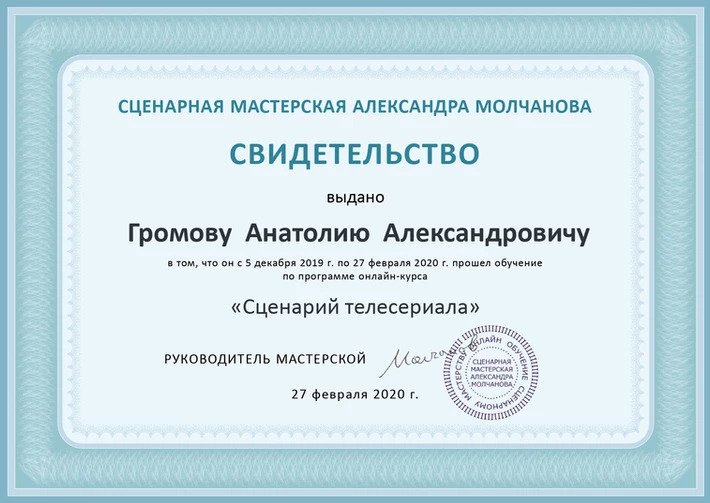 СЦЕНАРНАЯ МАСТЕРСКАЯ АЛЕКСАНДРА МОЛЧАНОВА
СВИДЕТЕЛЬСТВО
выдано
Громову Анатолию Александровичу
в том, что он с 5 декабря 2019 г. по 27 февраля 2020 г. прошел обучение
по программе онлайн-курса
«Сценарий телесериала»
РУКОВОДИТЕЛЬ МАСТЕРСКОЙ
27 февраля 2020 г.
ОНЛАЙН ОБУЧЕНИЕ СЦЕНАРНОМУ МАСТЕРСТВУ
СЦЕНАРНАЯ
МАСТЕРСКАЯ
АЛЕКСАНДРА
МОЛЧАНОВА